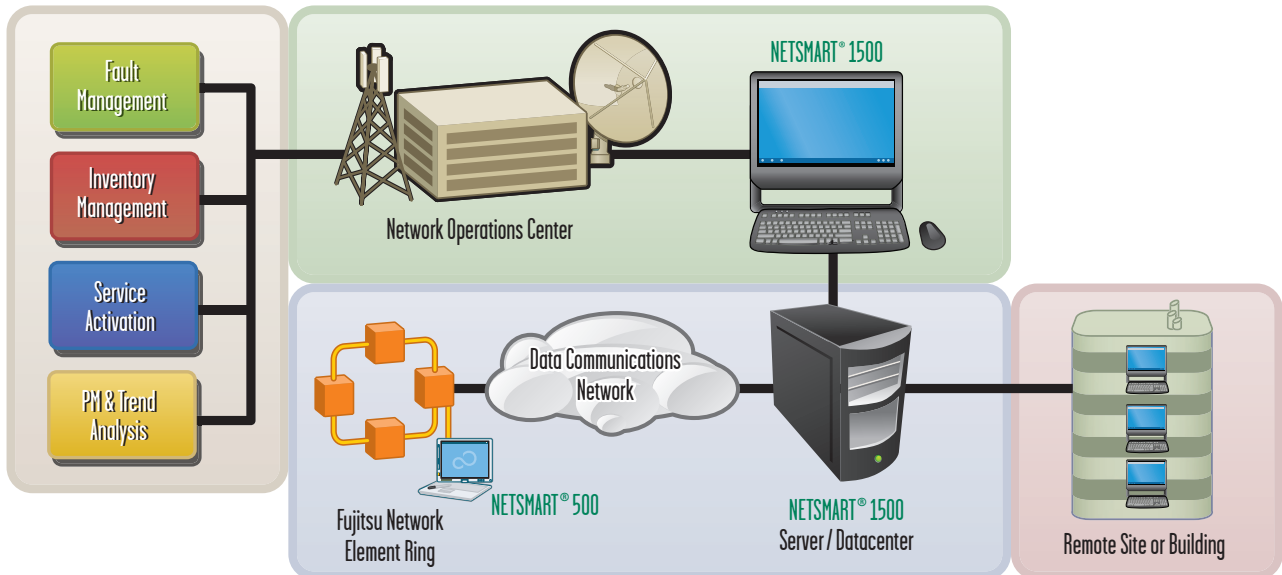 Fault
Management
Inventory
Management
Service
Activation
PM & Trend
Analysis
NETSMART® 1500
Network Operations Center
Data Communications
Network
NETSMART® 500
Fujitsu Network
Element Ring
NETSMART® 1500
Server / Datacenter
Remote Site or Building